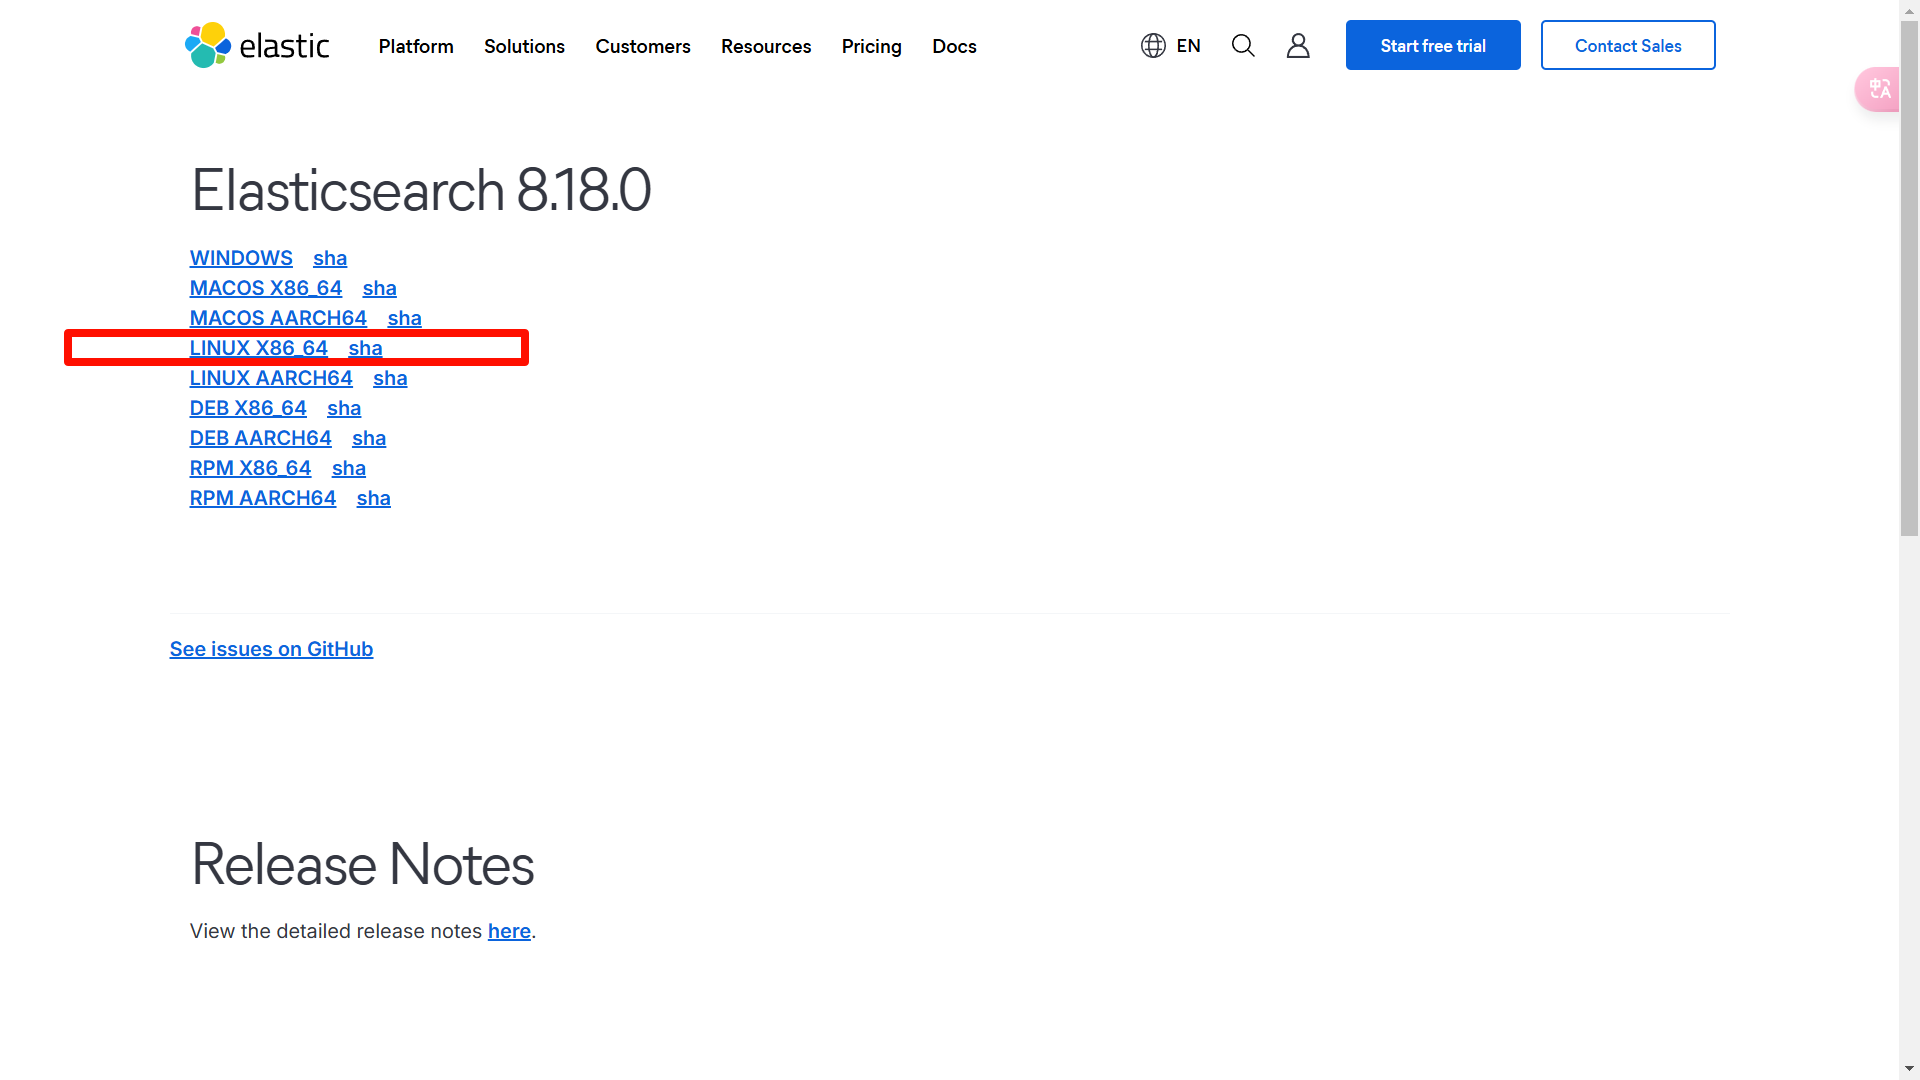 elastic Platform Solutions Customers Resources Pricing Docs EN Start free trial Contact Sales
中A
Elasticsearch 8.18.0
WINDOWS sha
MACOS X86_64 sha
MACOS AARCH64 sha
LINUX X86_64 sha
LINUX AARCH64 sha
DEB X86_64 sha
DEB AARCH64 sha
RPM X86_64 sha
RPM AARCH64 sha
See issues on GitHub
Release Notes
View the detailed release notes here.